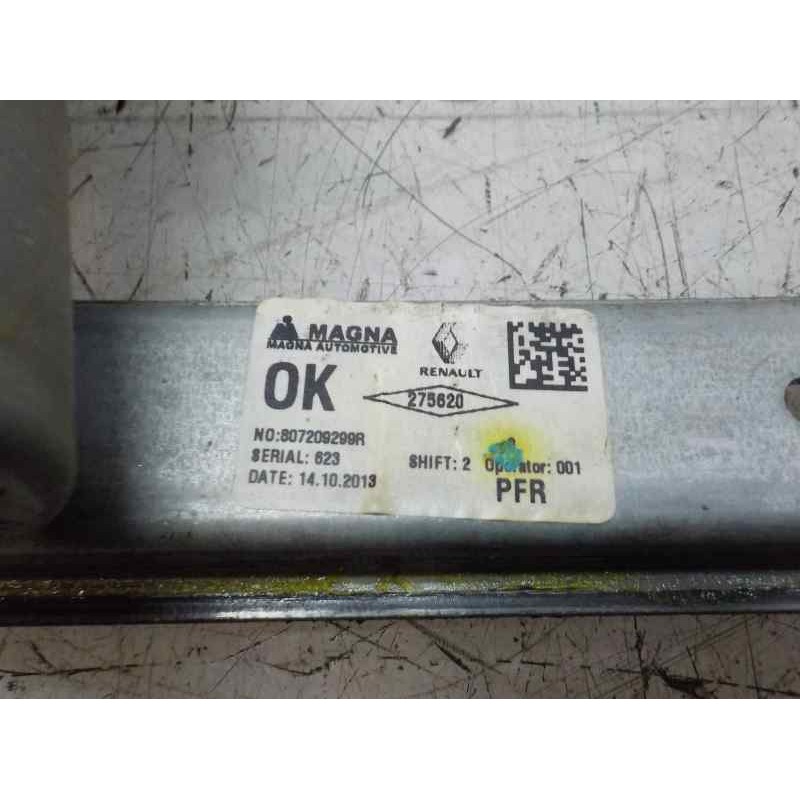 MAGNA
MAGNA AUTOMOTIVE
RENAULT
OK
275620
NO:807209299R
SERIAL: 623
SHIFT: 2 Operator: 001
DATE: 14.10.2013
PFR